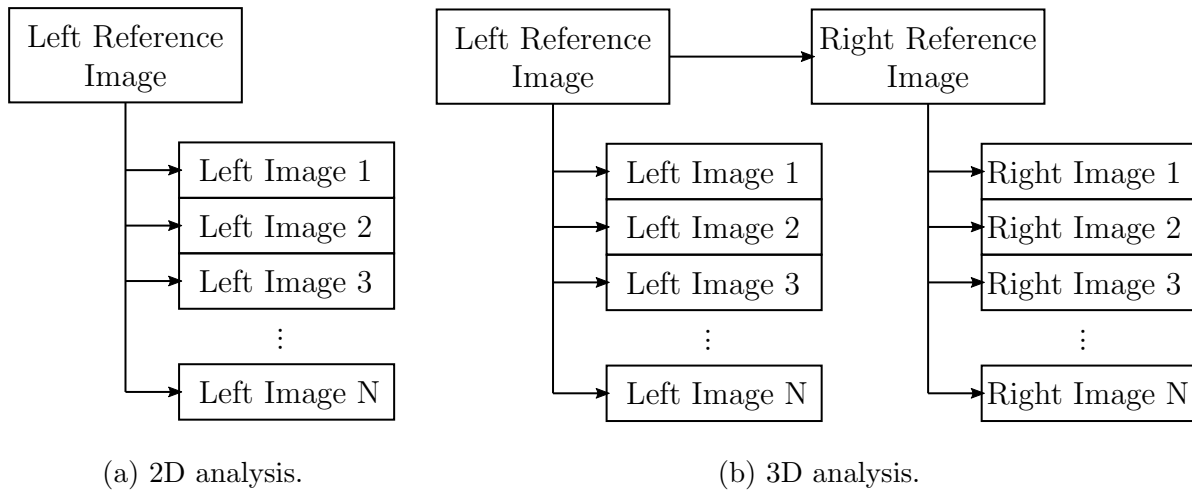 Left Reference
Image
Left Image 1
Left Image 2
Left Image 3
⋮
Left Image N
(a) 2D analysis.
Left Reference
Image
Right Reference
Image
Left Image 1
Left Image 2
Left Image 3
⋮
Left Image N
Right Image 1
Right Image 2
Right Image 3
⋮
Right Image N
(b) 3D analysis.